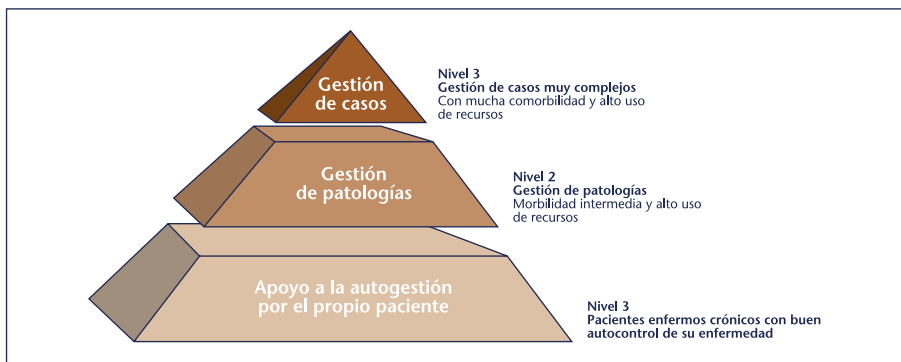 Gestión
de casos
Nivel 3
Gestión de casos muy complejos
Con mucha comorbilidad y alto uso
de recursos
Gestión
de patologías
Nivel 2
Gestión de patologías
Morbilidad intermedia y alto uso
de recursos
Apoyo a la autogestión
por el propio paciente
Nivel 3
Pacientes enfermos crónicos con buen
autocontrol de su enfermedad